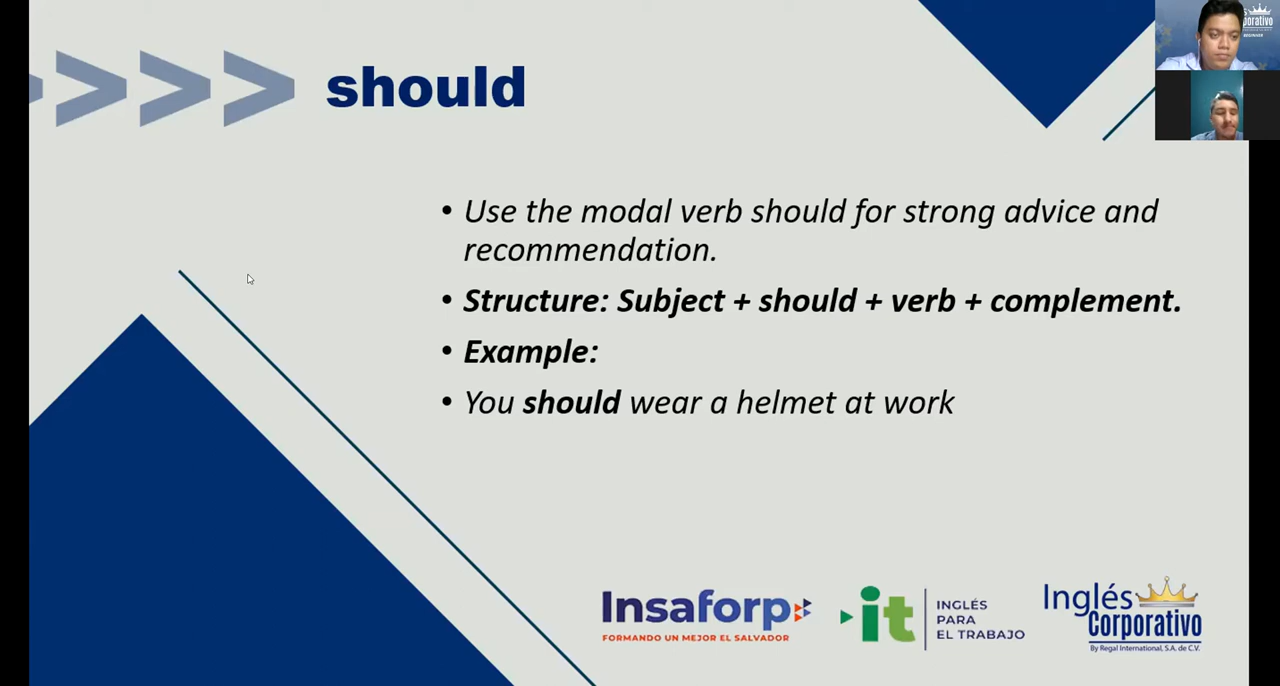 should
• Use the modal verb should for strong advice and
recommendation.
• Structure: Subject + should + verb + complement.
• Example:
• You should wear a helmet at work
Insaforp
FORMANDO UN MEJOR EL SALVADOR
it
INGLÉS
PARA
EL TRABAJO
Inglés
Corporativo
By Regal International, S.A. de C.V.